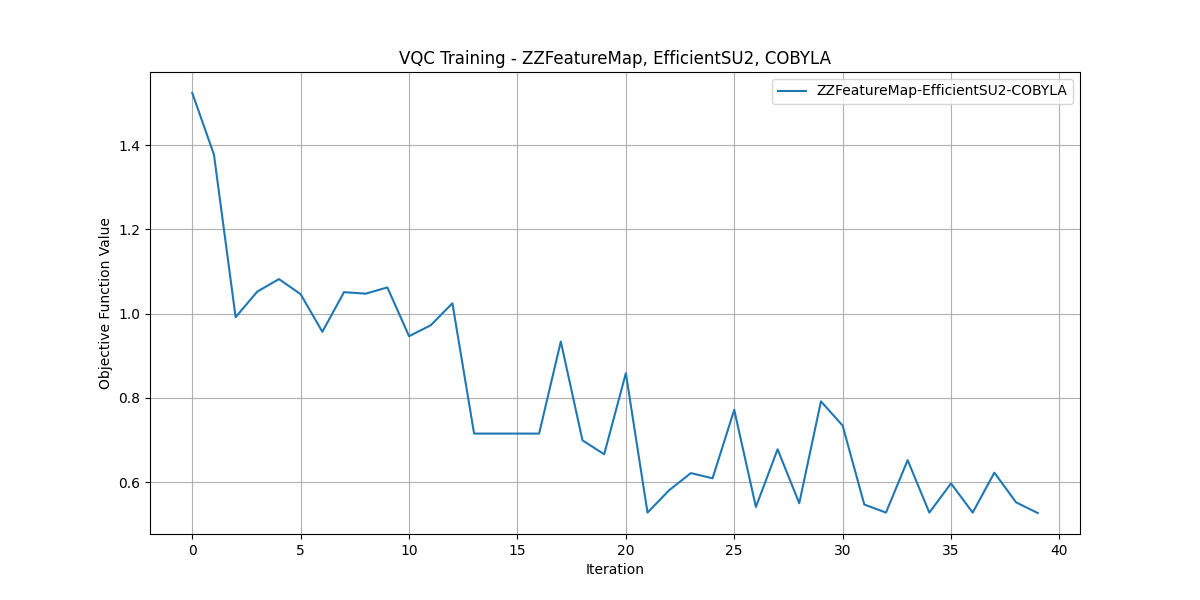 VQC Training - ZZFeatureMap, EfficientSU2, COBYLA
ZZFeatureMap-EfficientSU2-COBYLA
Objective Function Value
1.4
1.2
1.0
0.8
0.6
0 5 10 15 20 25 30 35 40
Iteration